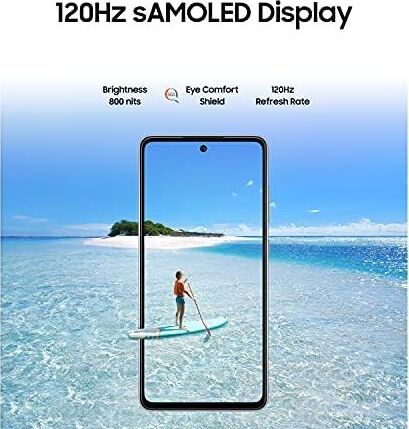 120Hz sAMOLED Display
Brightness
800 nits
Eye Comfort
Shield
120Hz
Refresh Rate